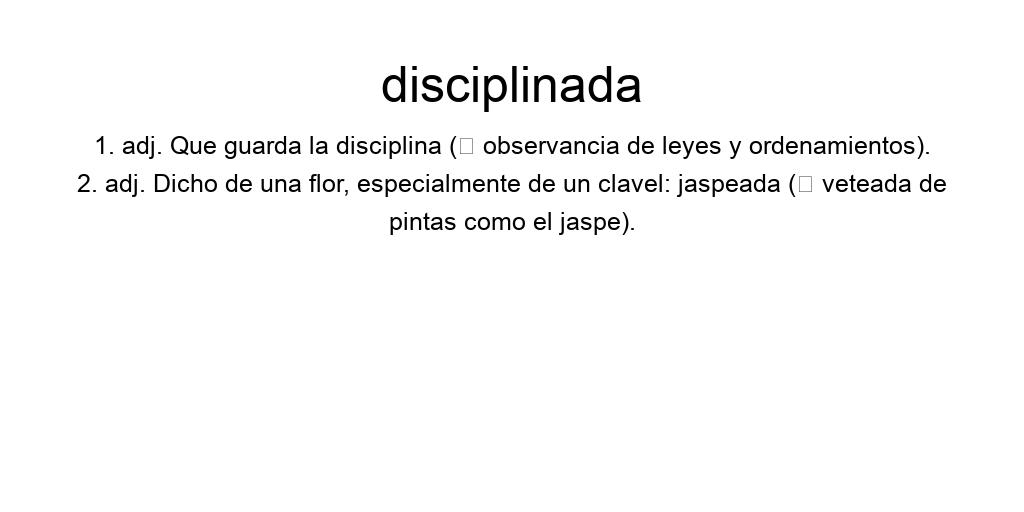 disciplinada
1. adj. Que guarda la disciplina (▯ observancia de leyes y ordenamientos).
2. adj. Dicho de una flor, especialmente de un clavel: jaspeada (▯ veteada de
pintas como el jaspe).